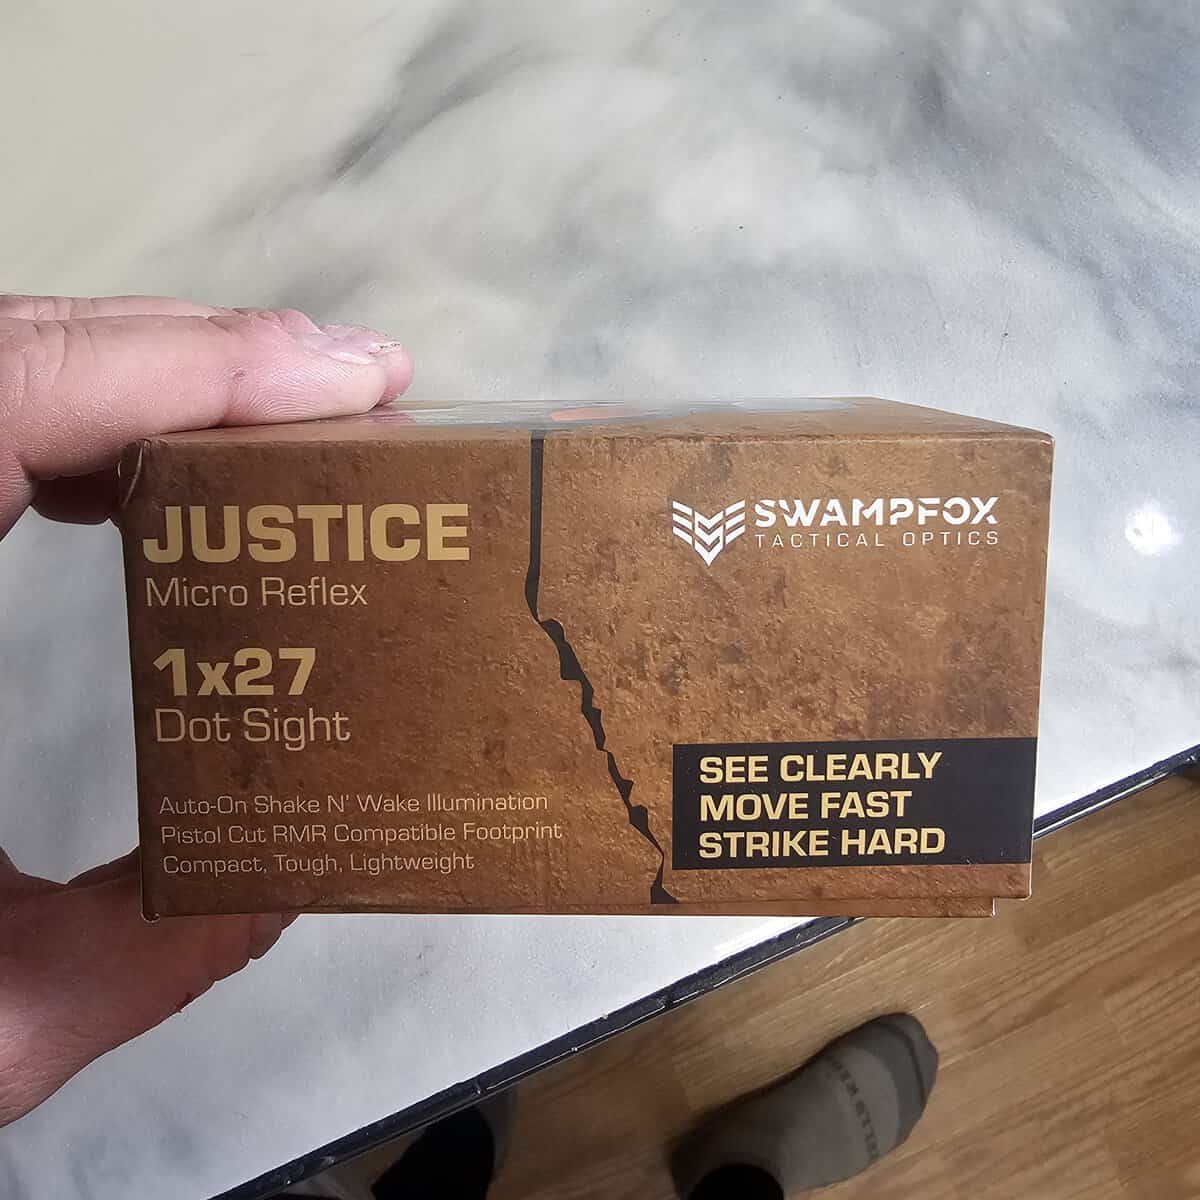 JUSTICE
Micro Reflex
1x27
Dot Sight
Auto-On Shake N' Wake Illumination
Pistol Cut RMR Compatible Footprint
Compact, Tough, Lightweight
SWAMPFOX
TACTICAL OPTICS
SEE CLEARLY
MOVE FAST
STRIKE HARD